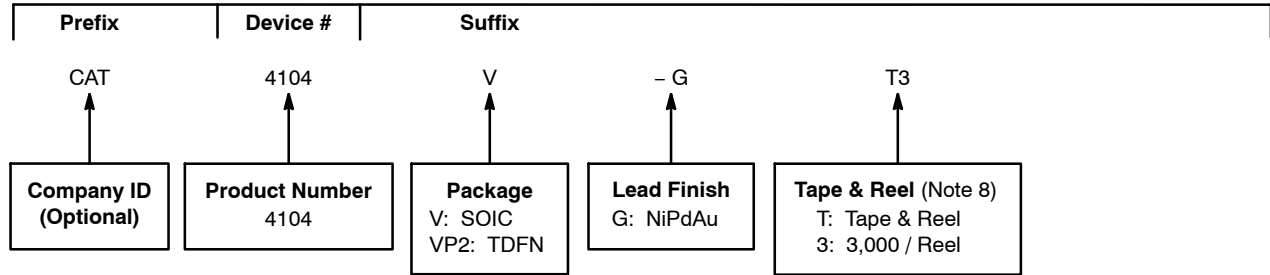 Prefix Device # Suffix
CAT 4104 V – G T3
Company ID
(Optional)
Product Number
4104
Package
V: SOIC
VP2: TDFN
Lead Finish
G: NiPdAu
Tape & Reel (Note 8)
T: Tape & Reel
3: 3,000 / Reel